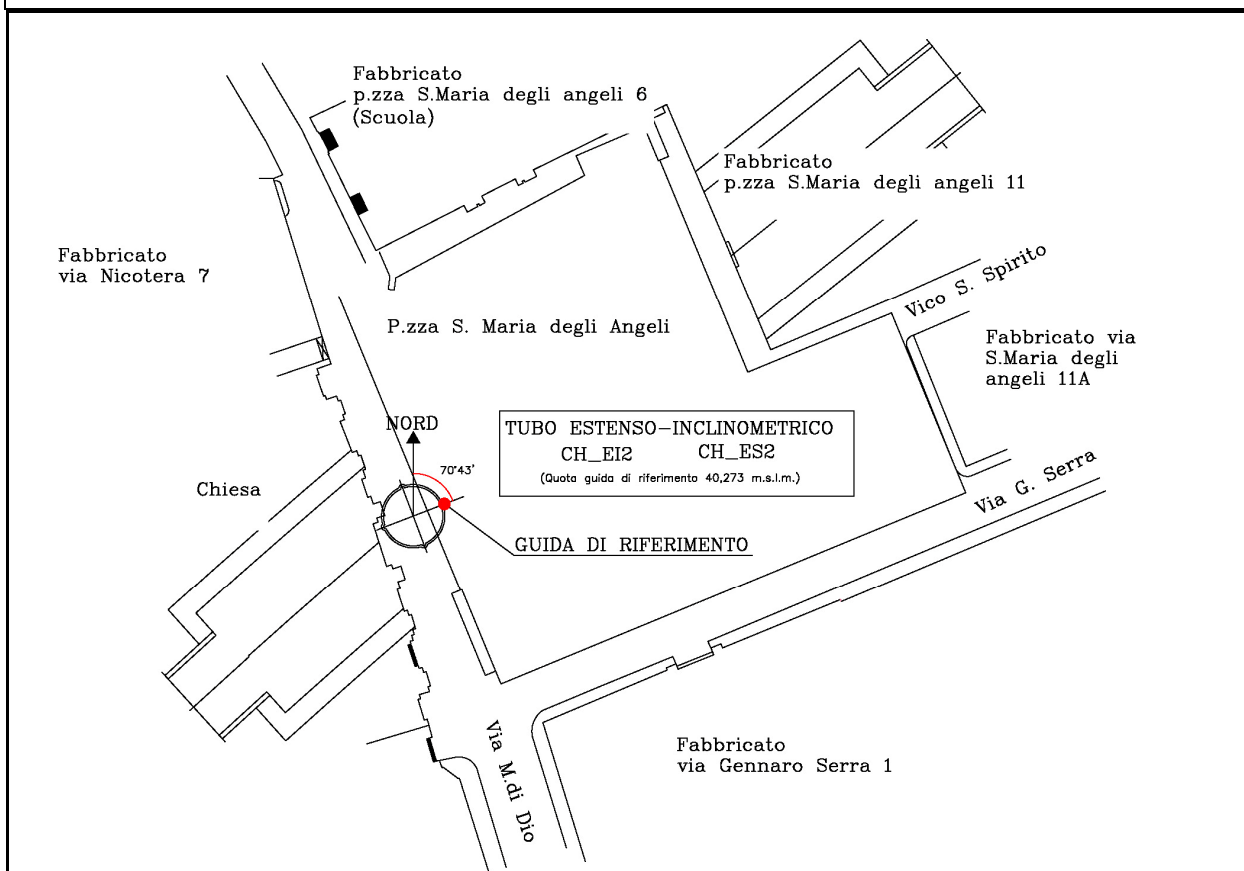 Fabbricato
p.zza S.Maria degli angeli 6
(Scuola)
Fabbricato
p.zza S.Maria degli angeli 11
Fabbricato
via Nicotera 7
Vico S. Spirito
P.zza S. Maria degli Angeli
Fabbricato via
S.Maria degli
angeli 11A
NORD
TUBO ESTENSO-INCLINOMETRICO
CH_EI2 CH_ES2
(Quota guida di riferimento 40,273 m.s.l.m.)
70°43'
Chiesa
Via G. Serra
GUIDA DI RIFERIMENTO
Via M.di Dio
Fabbricato
via Gennaro Serra 1